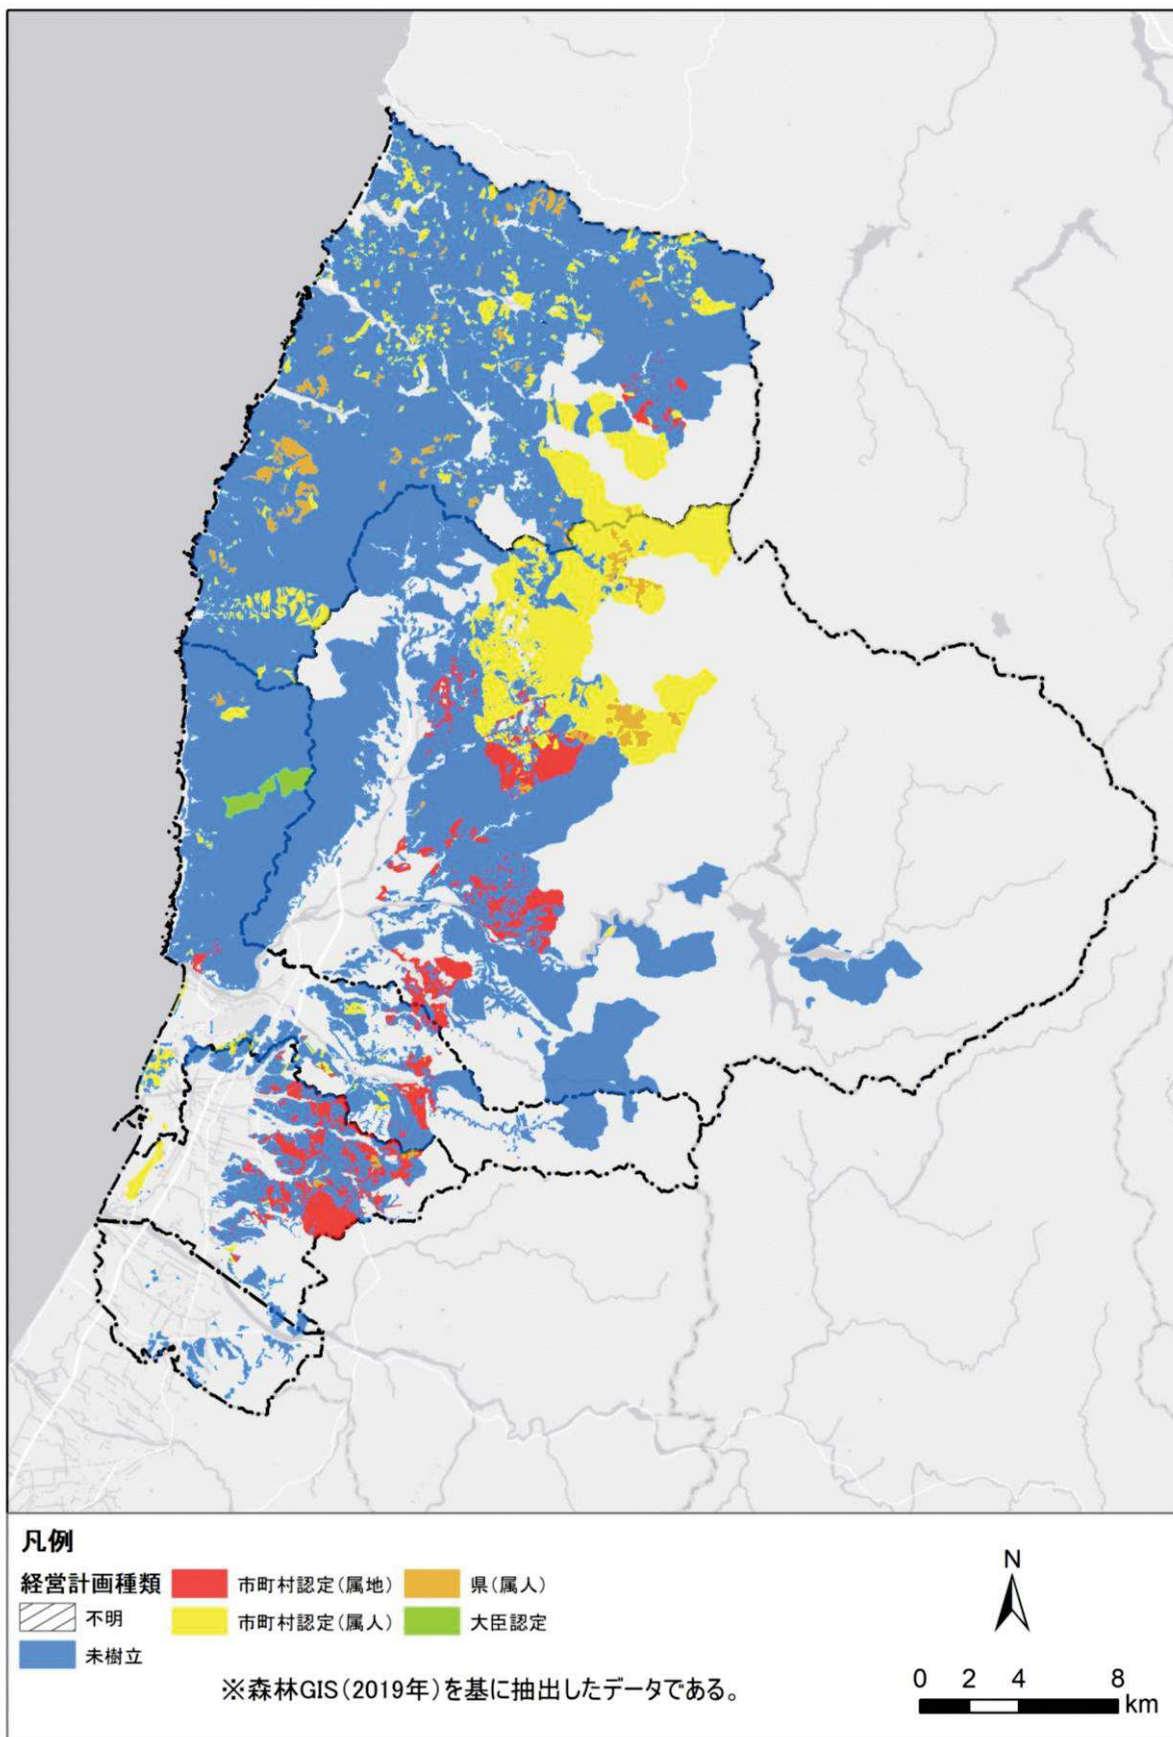 凡例
経営計画種類
不明
未樹立
市町村認定(属地)
市町村認定(属人)
県(属人)
大臣認定
※森林GIS(2019年)を基に抽出したデータである。
N
0 2 4 8
km